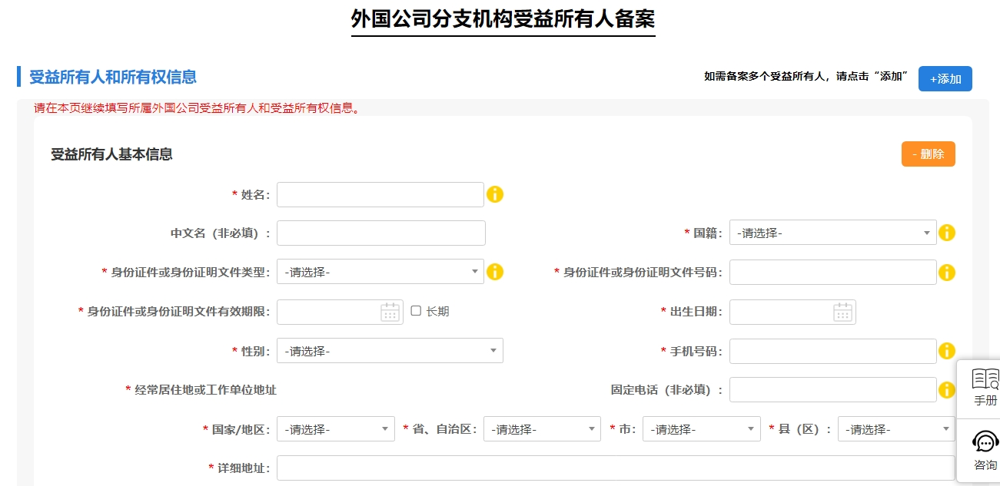 外国公司分支机构受益所有人备案
受益所有人和所有权信息 如需备案多个受益所有人，请点击“添加” +添加
请在本页继续填写所属外国公司受益所有人和受益所有权信息。
受益所有人基本信息 - 删除
* 姓名：
中文名（非必填）： * 国籍： -请选择-
* 身份证件或身份证明文件类型： -请选择- * 身份证件或身份证明文件号码：
* 身份证件或身份证明文件有效期限： 长期 * 出生日期：
* 性别： -请选择- * 手机号码：
* 经常居住地或工作单位地址 固定电话（非必填）：
* 国家/地区： -请选择- * 省、自治区： -请选择- * 市： -请选择- * 县（区）： -请选择-
* 详细地址：
手册
咨询